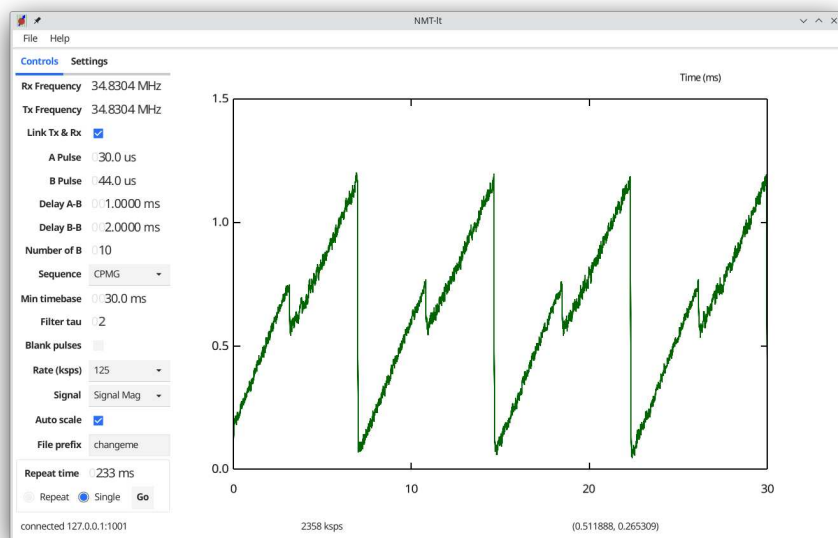 NMT-lt
File Help
Controls Settings
Rx Frequency 34.8304 MHz
Tx Frequency 34.8304 MHz
Link Tx & Rx
A Pulse 030.0 us
B Pulse 044.0 us
Delay A-B 001.0000 ms
Delay B-B 002.0000 ms
Number of B 010
Sequence CPMG
Min timebase 0030.0 ms
Filter tau 02
Blank pulses
Rate (ksps) 125
Signal Signal Mag
Auto scale
File prefix changeme
Repeat time 0233 ms
Repeat Single Go
Time (ms)
1.5
1.0
0.5
0.0
0 10 20 30
connected 127.0.0.1:1001 2358 ksps (0.511888, 0.265309)